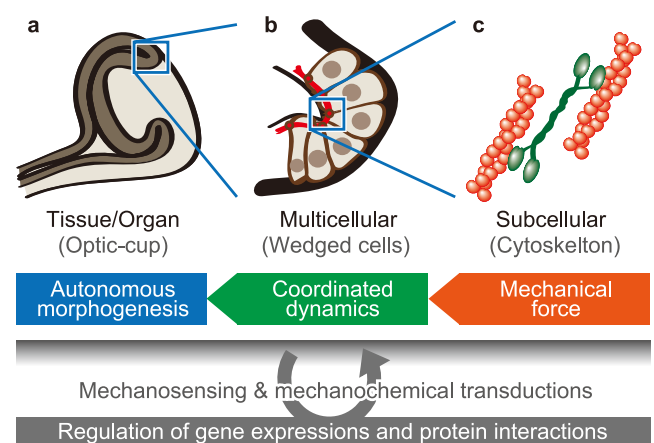 a
b
c
Tissue/Organ
(Optic-cup)
Multicellular
(Wedged cells)
Subcellular
(Cytoskelton)
Autonomous
morphogenesis
Coordinated
dynamics
Mechanical
force
Mechanosensing & mechanochemical transductions
Regulation of gene expressions and protein interactions